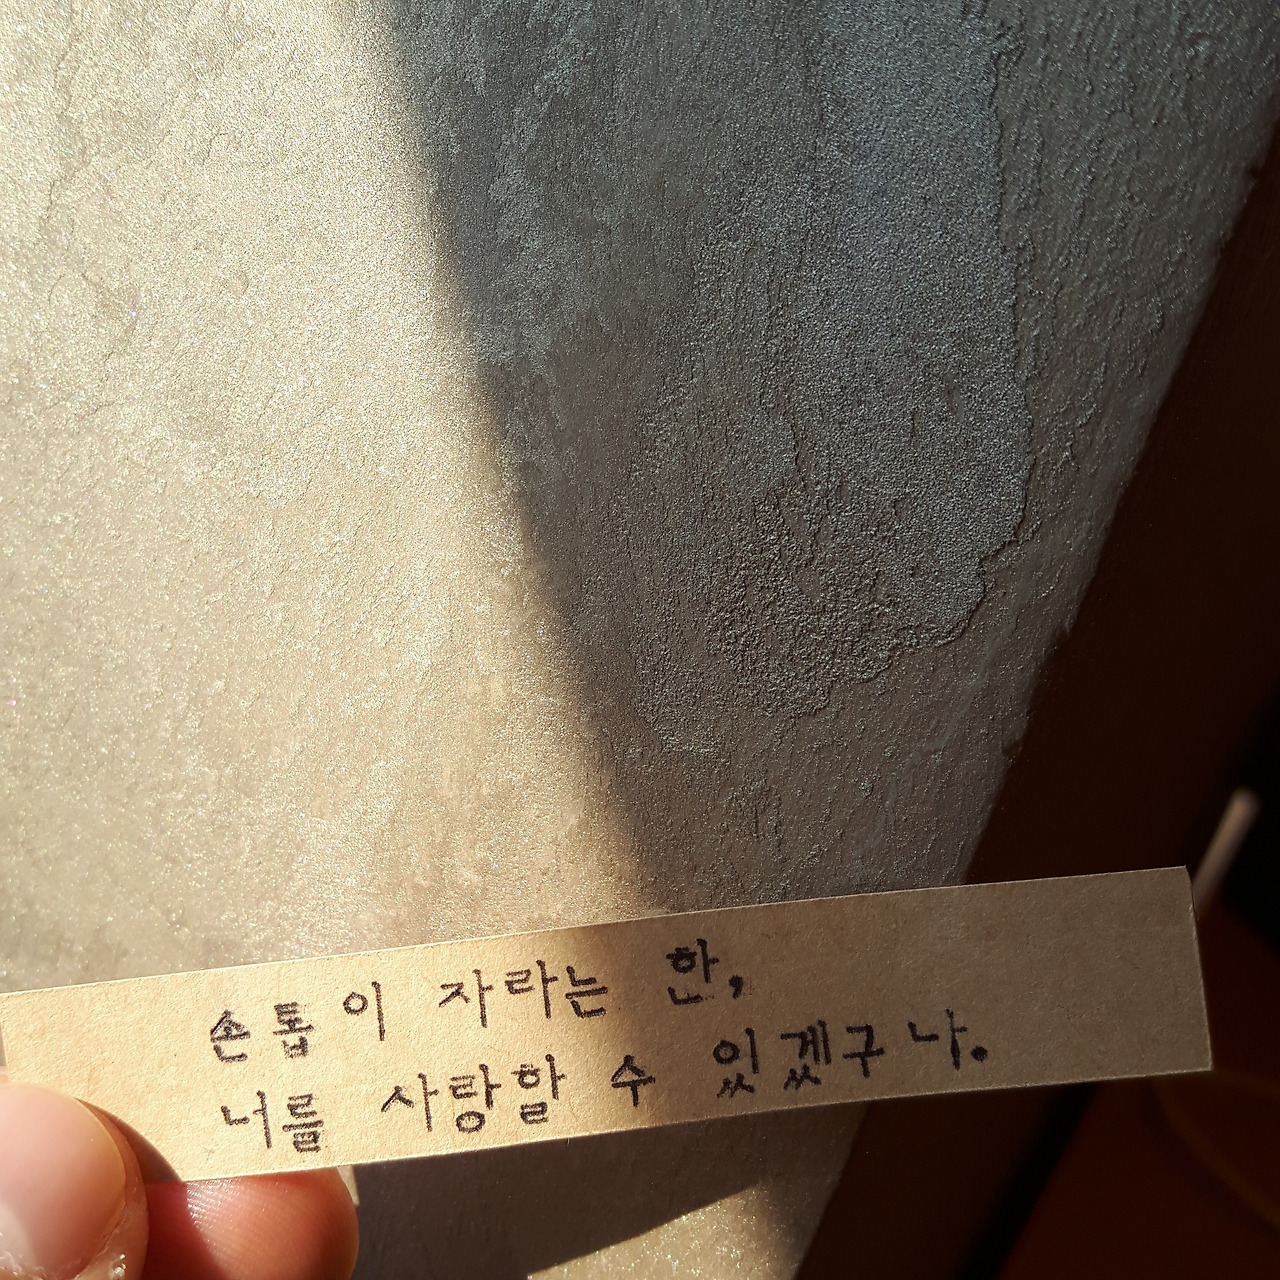 손톱이 자라는 한,
너를 사랑할 수 있겠구나.